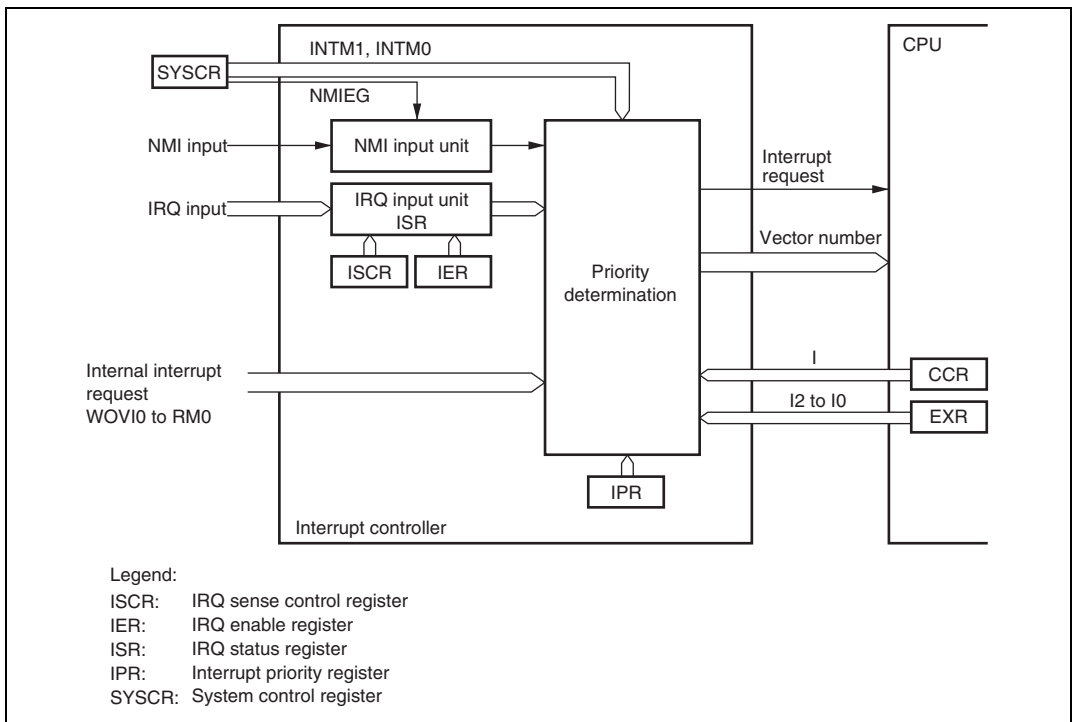 INTM1, INTM0
CPU
SYSCR
NMIEG
NMI input
NMI input unit
Interrupt
request
IRQ input
IRQ input unit
ISR
Vector number
ISCR
IER
Priority
determination
I
Internal interrupt
request
WOVI0 to RM0
CCR
I2 to I0
EXR
IPR
Interrupt controller
Legend:
ISCR: IRQ sense control register
IER: IRQ enable register
ISR: IRQ status register
IPR: Interrupt priority register
SYSCR: System control register